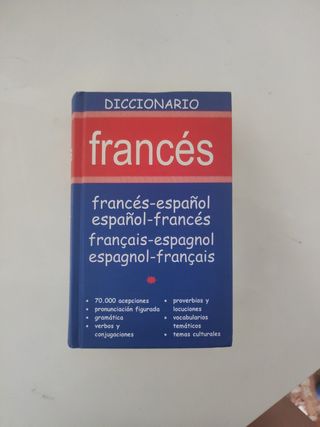 DICCIONARIO
francés
francés-español
español-francés
français-espagnol
espagnol-français
• 70.000 acepciones
• pronunciación figurada
• gramática
• verbos y
conjugaciones
• proverbios y
locuciones
• vocabularios
temáticos
• temas culturales